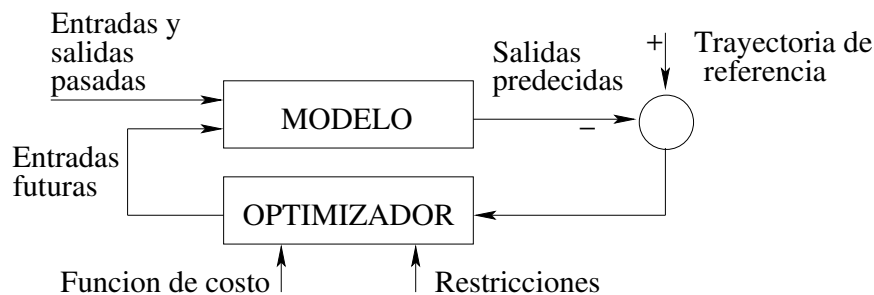 Entradas y
salidas
pasadas
Salidas
predecidas
+
Trayectoria de
referencia
MODELO
−
Entradas
futuras
OPTIMIZADOR
Funcion de costo
Restricciones